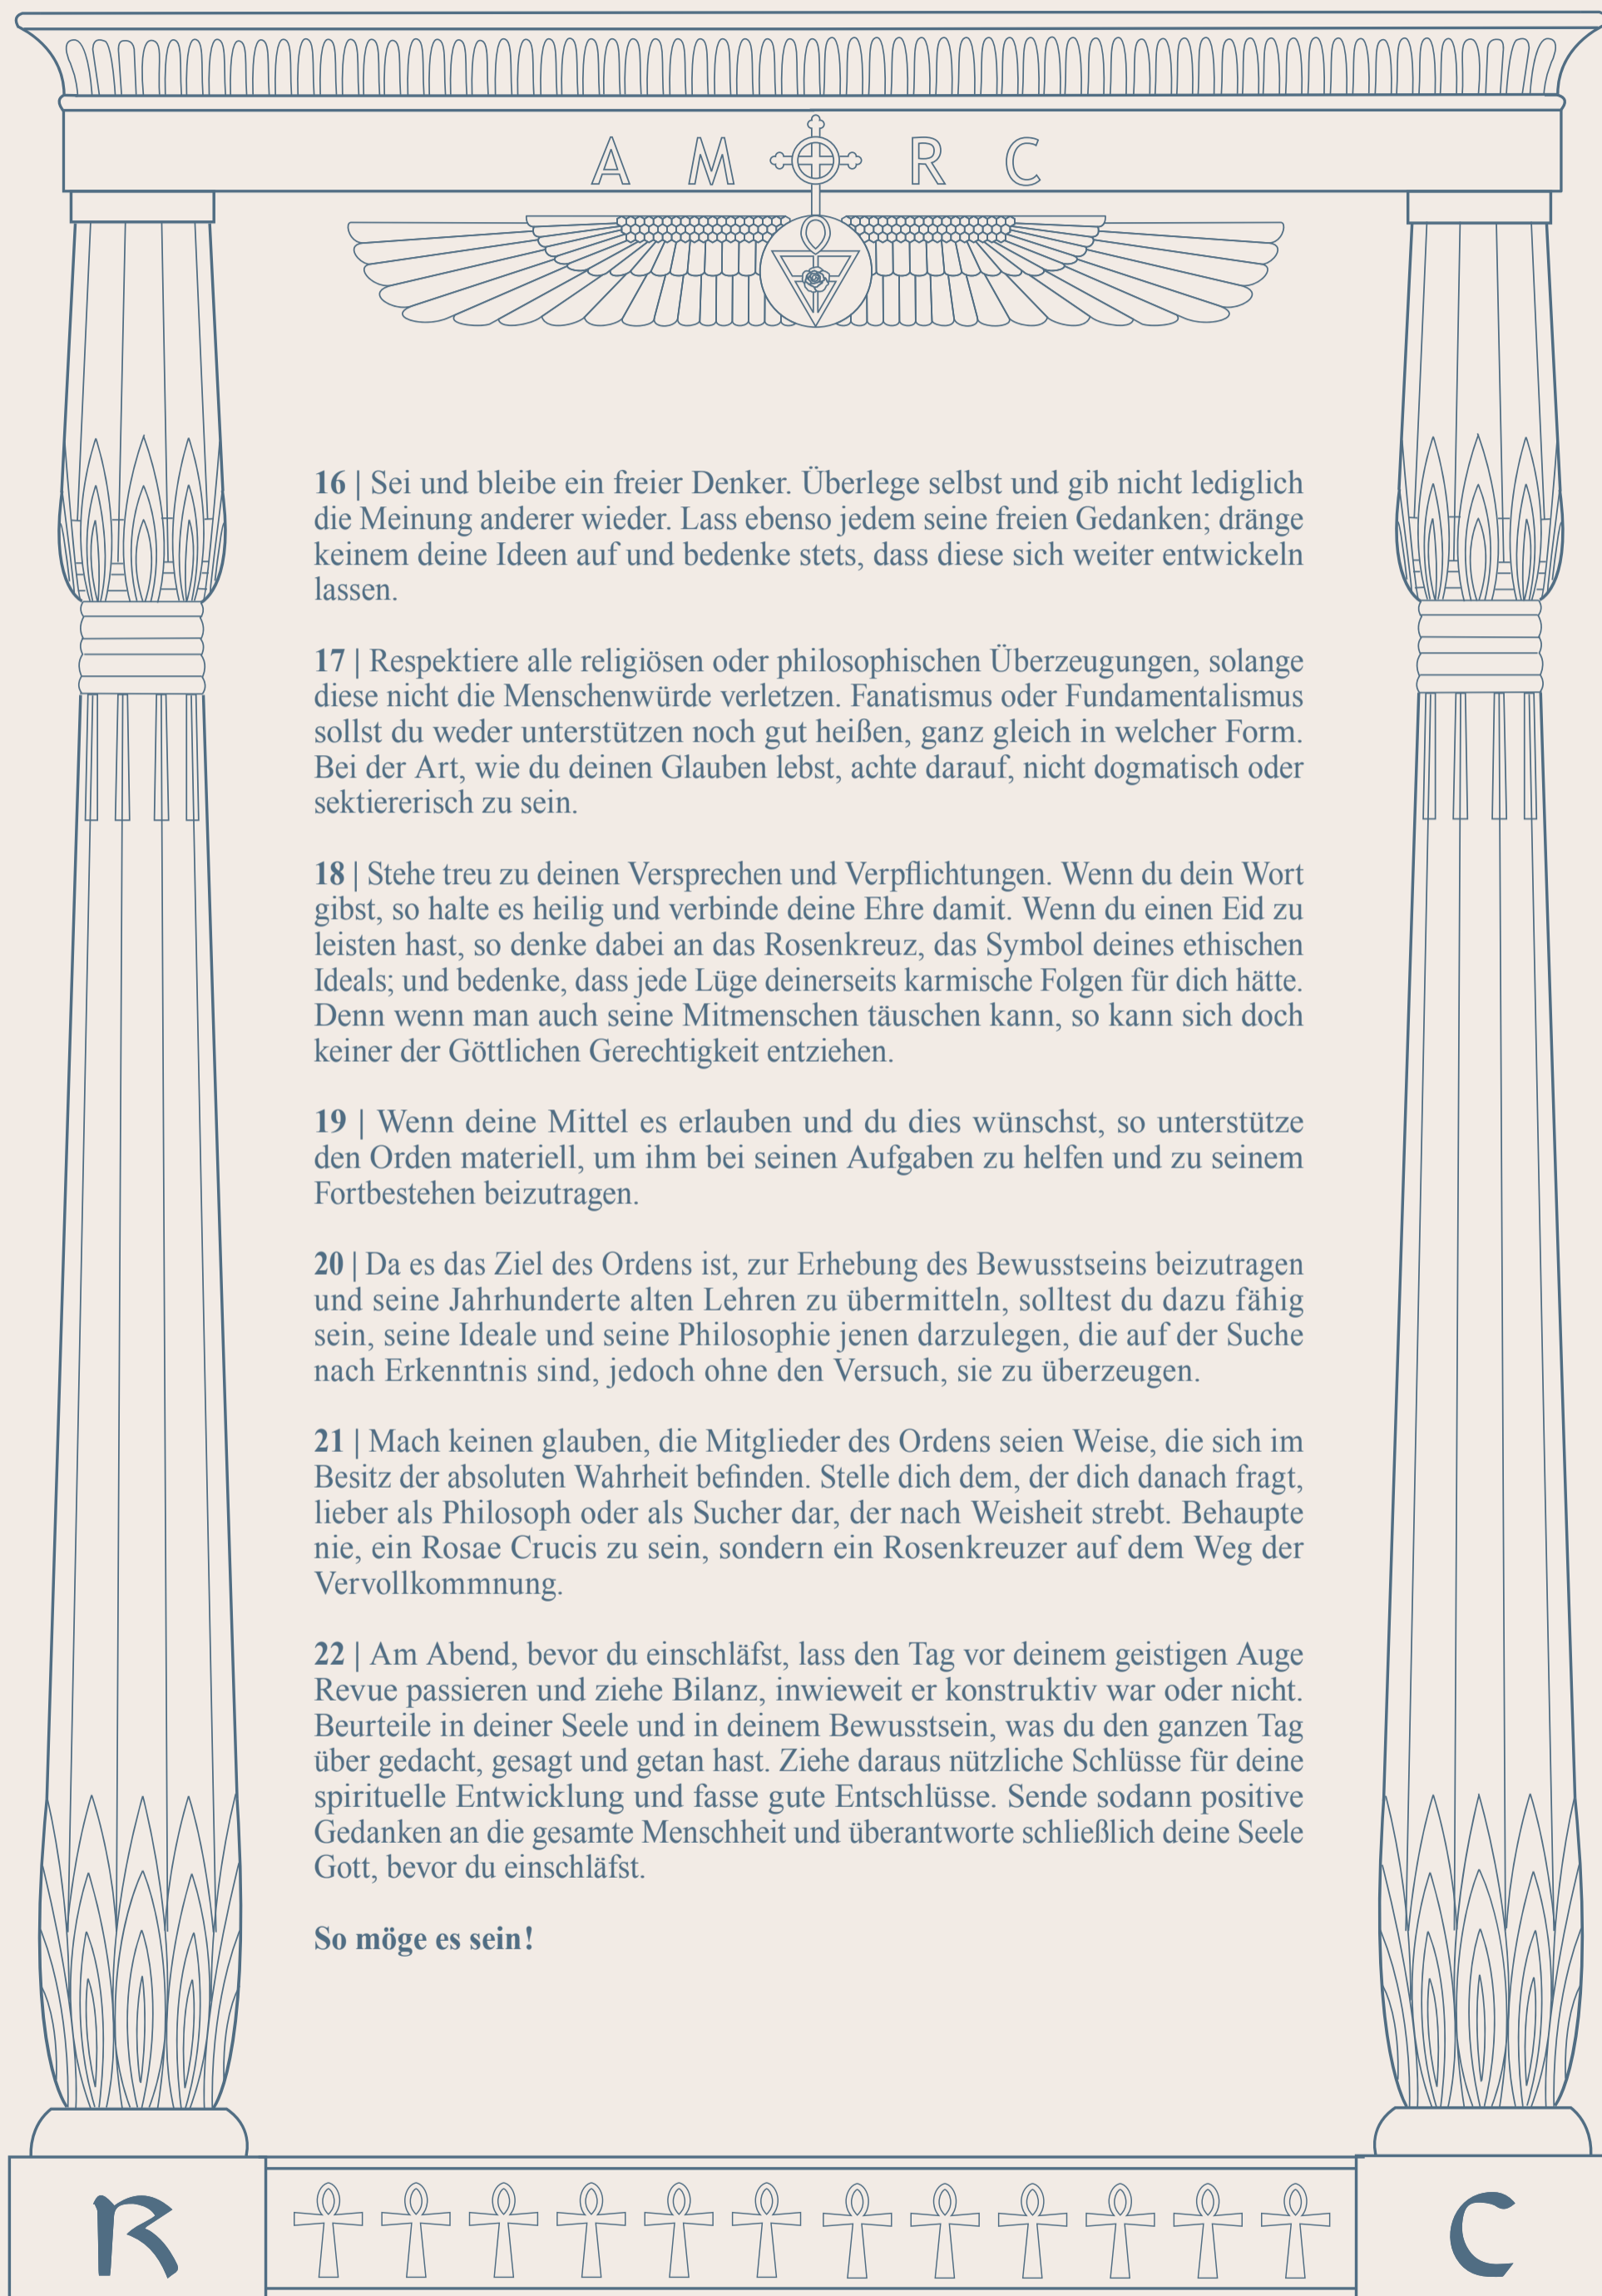 A M R C
16 | Sei und bleibe ein freier Denker. Überlege selbst und gib nicht lediglich
die Meinung anderer wieder. Lass ebenso jedem seine freien Gedanken; dränge
keinem deine Ideen auf und bedenke stets, dass diese sich weiter entwickeln
lassen.
17 | Respektiere alle religiösen oder philosophischen Überzeugungen, solange
diese nicht die Menschenwürde verletzen. Fanatismus oder Fundamentalismus
sollst du weder unterstützen noch gut heißen, ganz gleich in welcher Form.
Bei der Art, wie du deinen Glauben lebst, achte darauf, nicht dogmatisch oder
sektiererisch zu sein.
18 | Stehe treu zu deinen Versprechen und Verpflichtungen. Wenn du dein Wort
gibst, so halte es heilig und verbinde deine Ehre damit. Wenn du einen Eid zu
leisten hast, so denke dabei an das Rosenkreuz, das Symbol deines ethischen
Ideals; und bedenke, dass jede Lüge deinerseits karmische Folgen für dich hätte.
Denn wenn man auch seine Mitmenschen täuschen kann, so kann sich doch
keiner der Göttlichen Gerechtigkeit entziehen.
19 | Wenn deine Mittel es erlauben und du dies wünschst, so unterstütze
den Orden materiell, um ihm bei seinen Aufgaben zu helfen und zu seinem
Fortbestehen beizutragen.
20 | Da es das Ziel des Ordens ist, zur Erhebung des Bewusstseins beizutragen
und seine Jahrhunderte alten Lehren zu übermitteln, solltest du dazu fähig
sein, seine Ideale und seine Philosophie jenen darzulegen, die auf der Suche
nach Erkenntnis sind, jedoch ohne den Versuch, sie zu überzeugen.
21 | Mach keinen glauben, die Mitglieder des Ordens seien Weise, die sich im
Besitz der absoluten Wahrheit befinden. Stelle dich dem, der dich danach fragt,
lieber als Philosoph oder als Sucher dar, der nach Weisheit strebt. Behaupte
nie, ein Rosae Crucis zu sein, sondern ein Rosenkreuzer auf dem Weg der
Vervollkommnung.
22 | Am Abend, bevor du einschläfst, lass den Tag vor deinem geistigen Auge
Revue passieren und ziehe Bilanz, inwieweit er konstruktiv war oder nicht.
Beurteile in deiner Seele und in deinem Bewusstsein, was du den ganzen Tag
über gedacht, gesagt und getan hast. Ziehe daraus nützliche Schlüsse für deine
spirituelle Entwicklung und fasse gute Entschlüsse. Sende sodann positive
Gedanken an die gesamte Menschheit und überantworte schließlich deine Seele
Gott, bevor du einschläfst.
So möge es sein!
R C